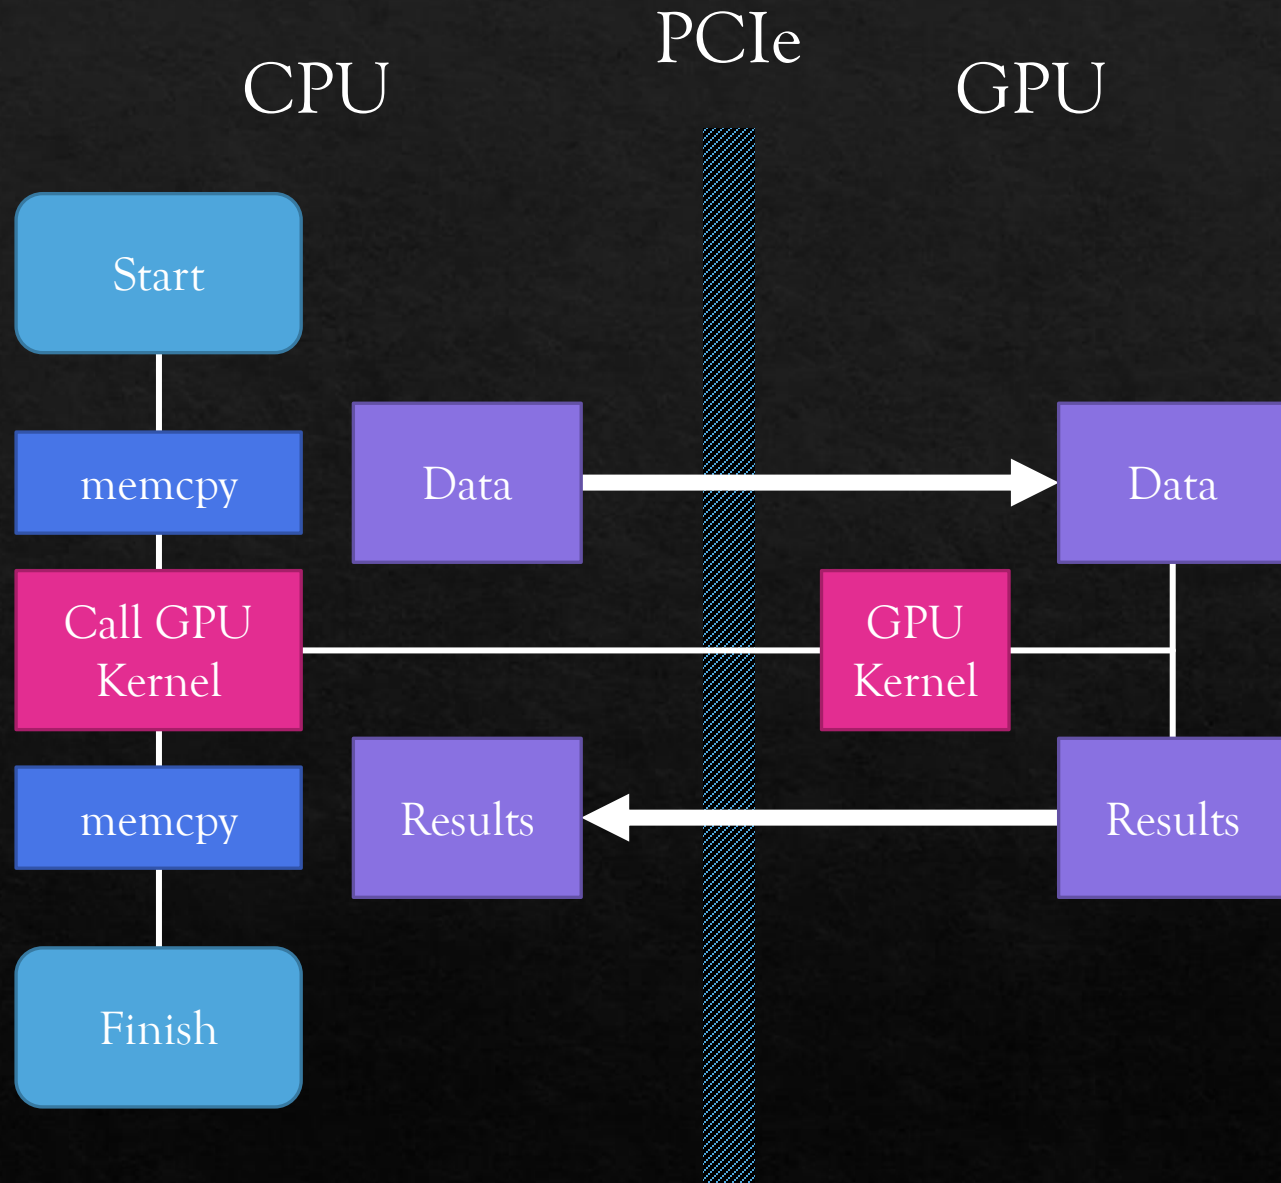 PCIe
CPU
GPU
Start
memcpy
Data
Data
Call GPU
Kernel
GPU
Kernel
memcpy
Results
Results
Finish